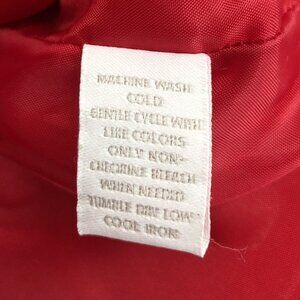 MACHINE WASH
COLD
GENTLE CYCLE WITH
LIKE COLORS
ONLY NON-
CHLORINE BLEACH
WHEN NEEDED
TUMBLE DRY LOW
COOL IRON